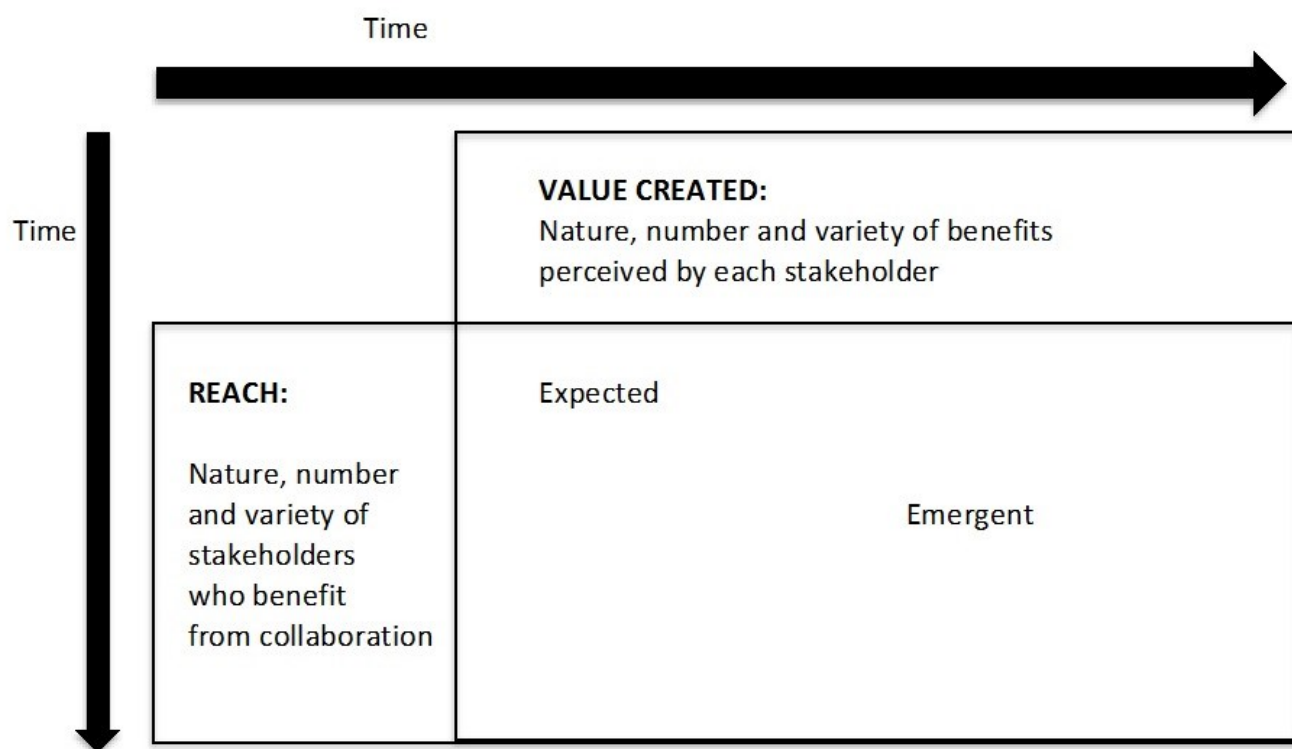 Time
Time
VALUE CREATED:
Nature, number and variety of benefits
perceived by each stakeholder
REACH:
Nature, number
and variety of
stakeholders
who benefit
from collaboration
Expected
Emergent